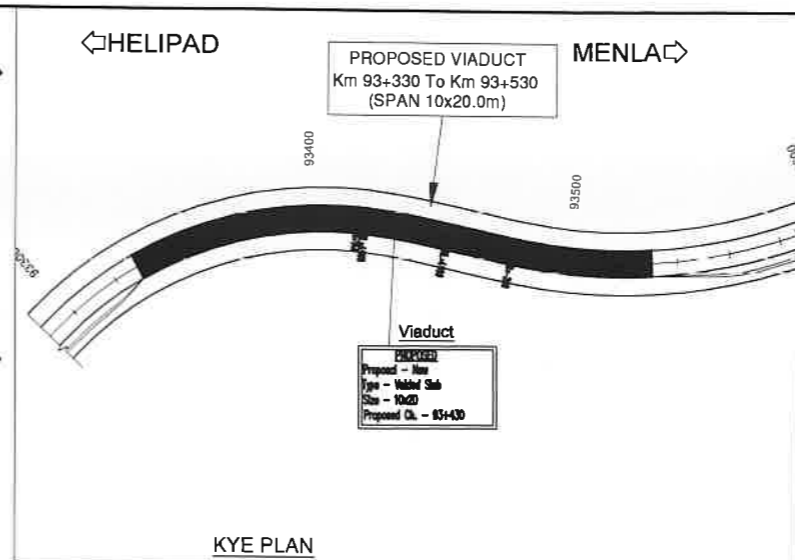 HELIPAD
MENLA
PROPOSED VIADUCT
Km 93+330 To Km 93+530
(SPAN 10x20.0m)
93400
93500
Viaduct
PROPOSED
Proposed - New
Type - Voided Slab
Size - 10x20
Proposed Ch. - 93+430
KYE PLAN